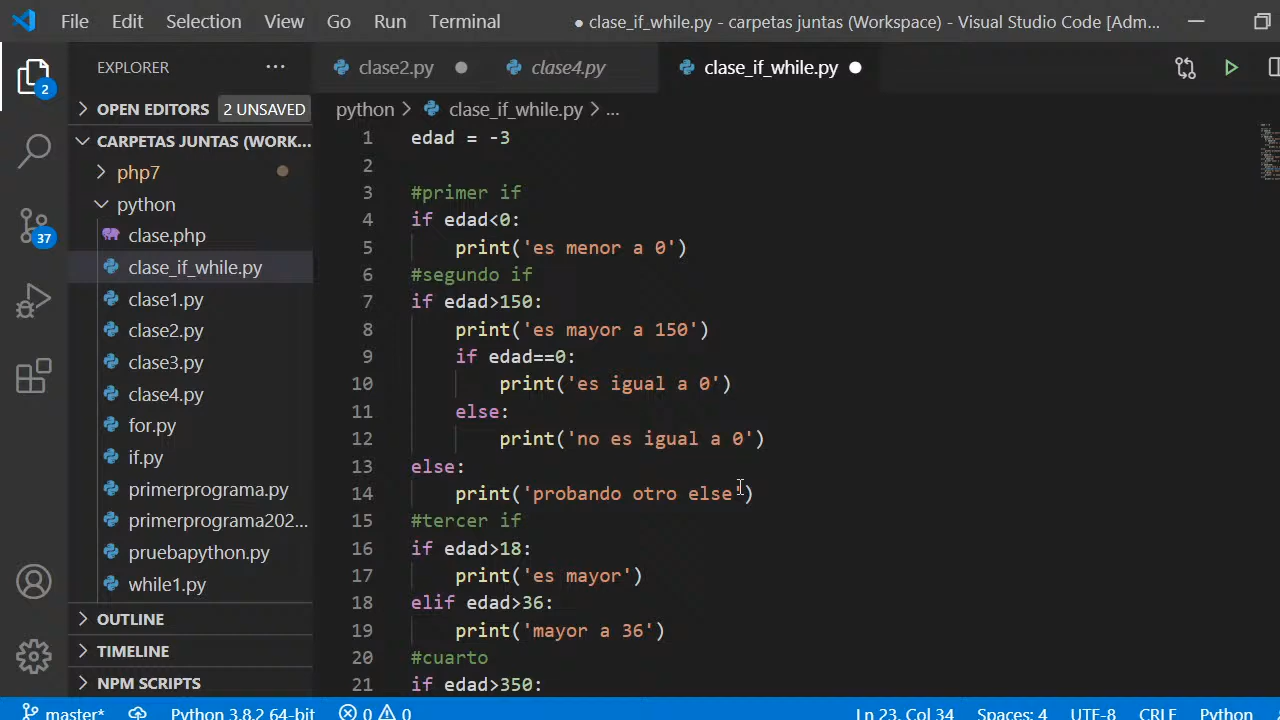 File Edit Selection View Go Run Terminal ● clase_if_while.py - carpetas juntas (Workspace) - Visual Studio Code [Adm...
EXPLORER ...
clase2.py clase4.py clase_if_while.py
2
OPEN EDITORS 2 UNSAVED
python > clase_if_while.py > ...
CARPETAS JUNTAS (WORK...
php7
python
clase.php
37
clase_if_while.py
clase1.py
clase2.py
clase3.py
clase4.py
for.py
if.py
primerprograma.py
primerprograma202...
pruebapython.py
while1.py
OUTLINE
TIMELINE
NPM SCRIPTS
1 edad = -3
2
3 #primer if
4 if edad<0:
5 print('es menor a 0')
6 #segundo if
7 if edad>150:
8 print('es mayor a 150')
9 if edad==0:
10 print('es igual a 0')
11 else:
12 print('no es igual a 0')
13 else:
14 print('probando otro else')
15 #tercer if
16 if edad>18:
17 print('es mayor')
18 elif edad>36:
19 print('mayor a 36')
20 #cuarto
21 if edad>350:
master* Python 3.8.2 64-bit 0 0 Ln 23, Col 34 Spaces: 4 UTF-8 CRLF Python